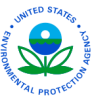 UNITED STATES
ENVIRONMENTAL PROTECTION AGENCY